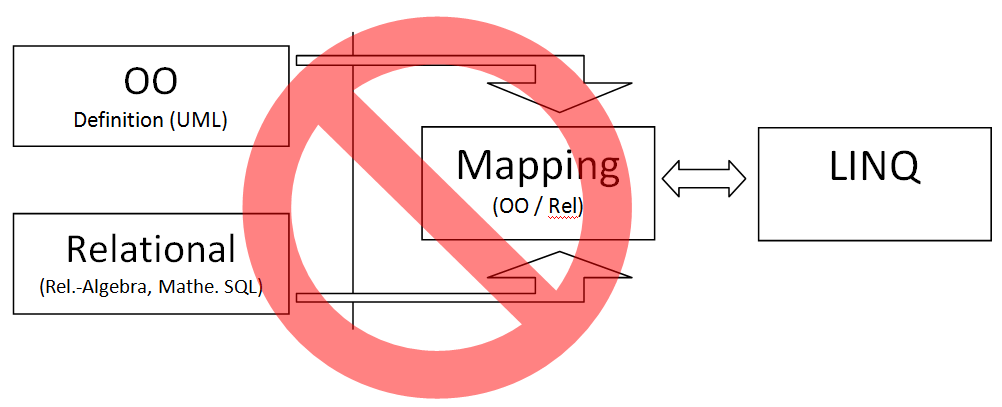 OO
Definition (UML)
Relational
(Rel.-Algebra, Mathe. SQL)
Mapping
(OO / Rel)
LINQ